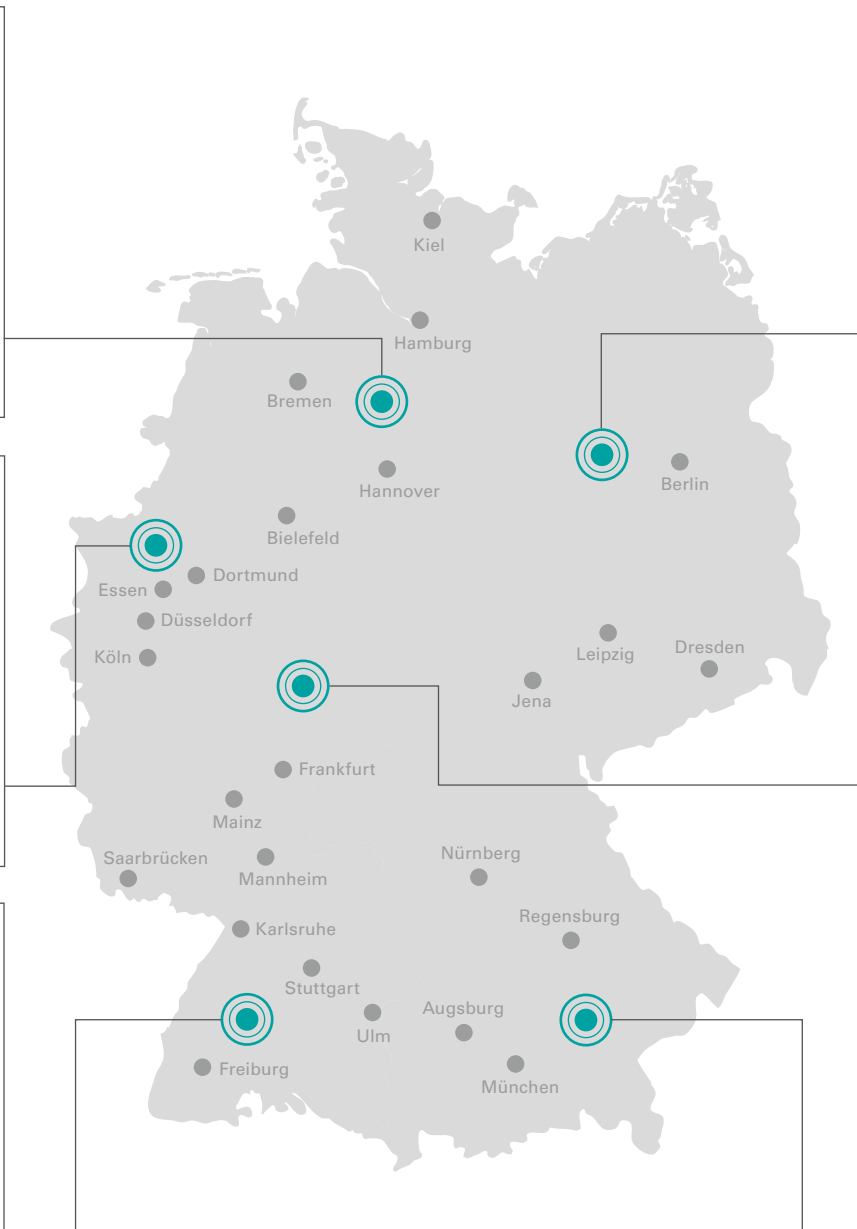 Kiel
Hamburg
Bremen
Hannover
Berlin
Bielefeld
Dortmund
Essen
Düsseldorf
Leipzig
Dresden
Köln
Jena
Frankfurt
Mainz
Saarbrücken
Nürnberg
Mannheim
Regensburg
Karlsruhe
Stuttgart
Augsburg
Ulm
Freiburg
München